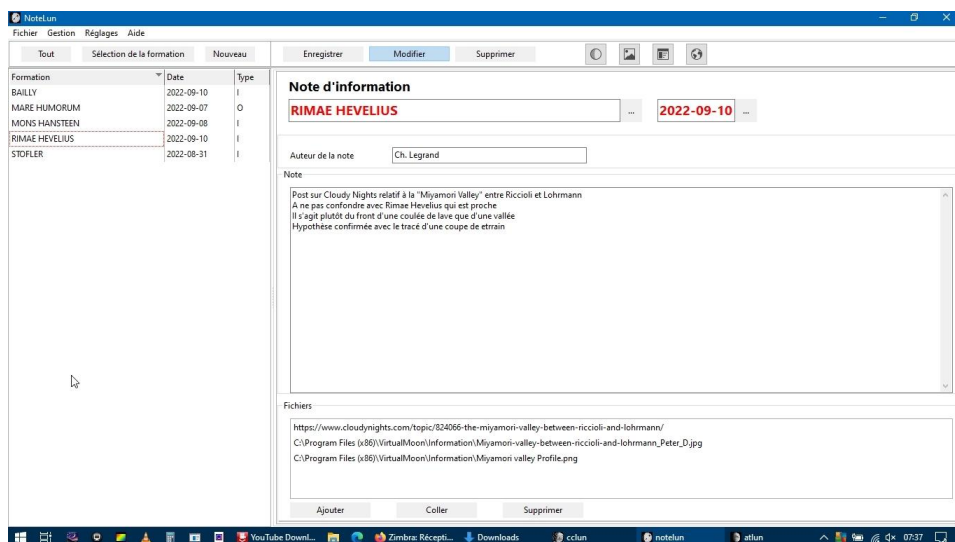 NoteLun
Fichier Gestion Réglages Aide
Tout Sélection de la formation Nouveau
Enregistrer Modifier Supprimer
Formation Date Type
BAILLY 2022-09-10 I
MARE HUMORUM 2022-09-07 O
MONS HANSTEEN 2022-09-08 I
RIMAE HEVELIUS 2022-09-10 I
STOFLER 2022-08-31 I
Note d'information
RIMAE HEVELIUS ... 2022-09-10 ...
Auteur de la note Ch. Legrand
Note
Post sur Cloudy Nights relatif à la "Miyamori Valley" entre Riccioli et Lohrmann
A ne pas confondre avec Rimae Hevelius qui est proche
Il s'agit plutôt du front d'une coulée de lave que d'une vallée
Hypothèse confirmée avec le tracé d'une coupe de etrrain
Fichiers
https://www.cloudynights.com/topic/824066-the-miyamori-valley-between-riccioli-and-lohrmann/
C:\Program Files (x86)\VirtualMoon\Information\Miyamori-valley-between-riccioli-and-lohrmann_Peter_D.jpg
C:\Program Files (x86)\VirtualMoon\Information\Miyamori valley Profile.png
Ajouter Coller Supprimer
YouTube Downl... Zimbra: Récepti... Downloads cclun notelun atlun 07:37